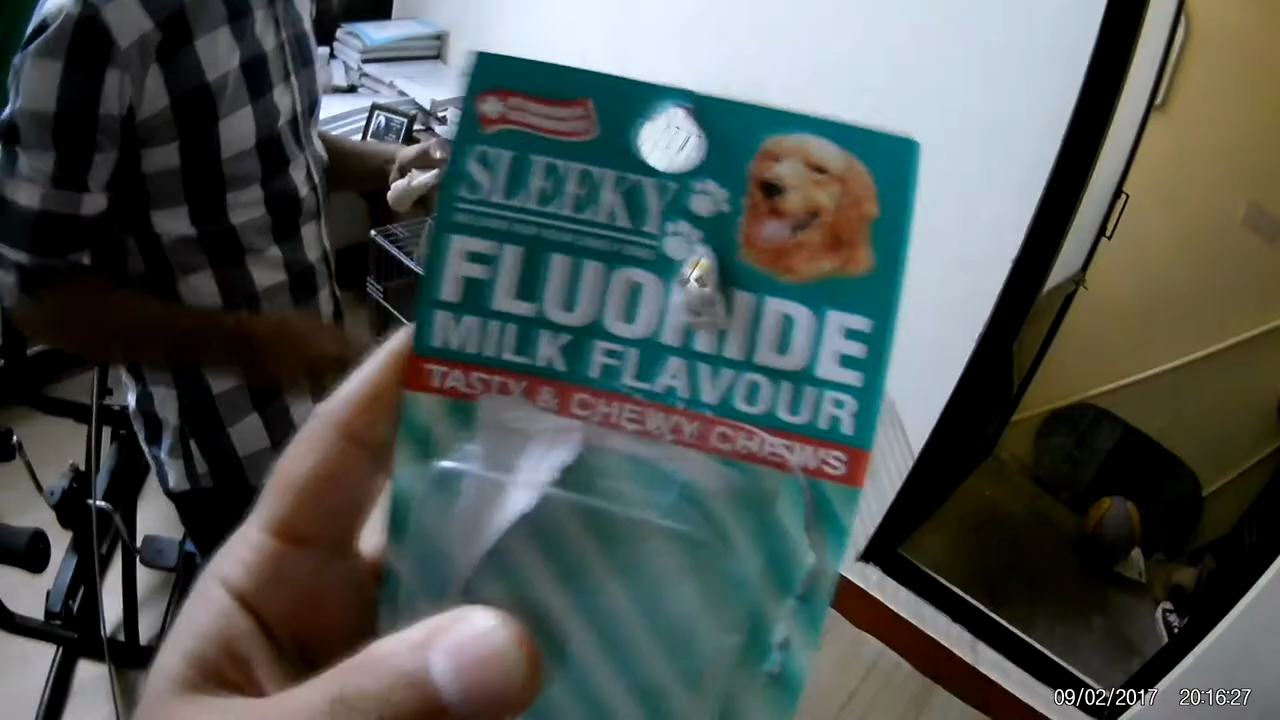 SLEEKY
FLUORIDE
MILK FLAVOUR
TASTY & CHEWY CHEWS
09/02/2017 20:16:27